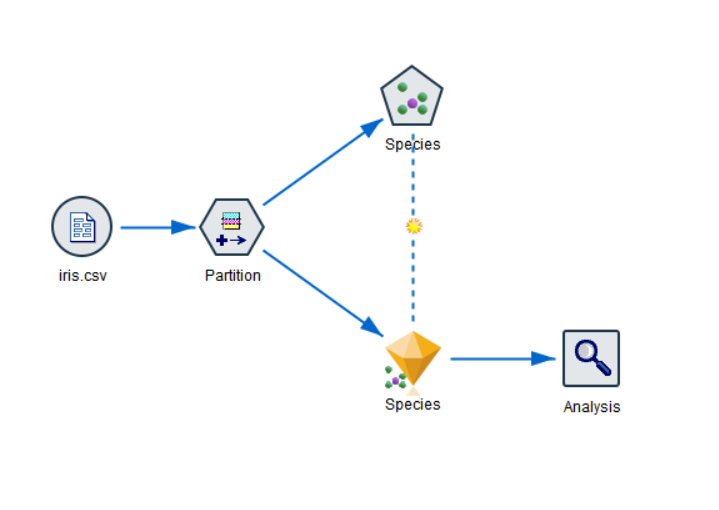 Species
iris.csv
Partition
Species
Analysis